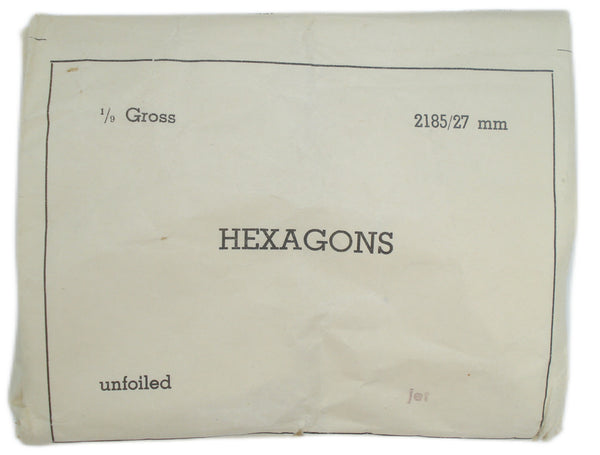 1/9 Gross
2185/27 mm
HEXAGONS
unfoiled
jet